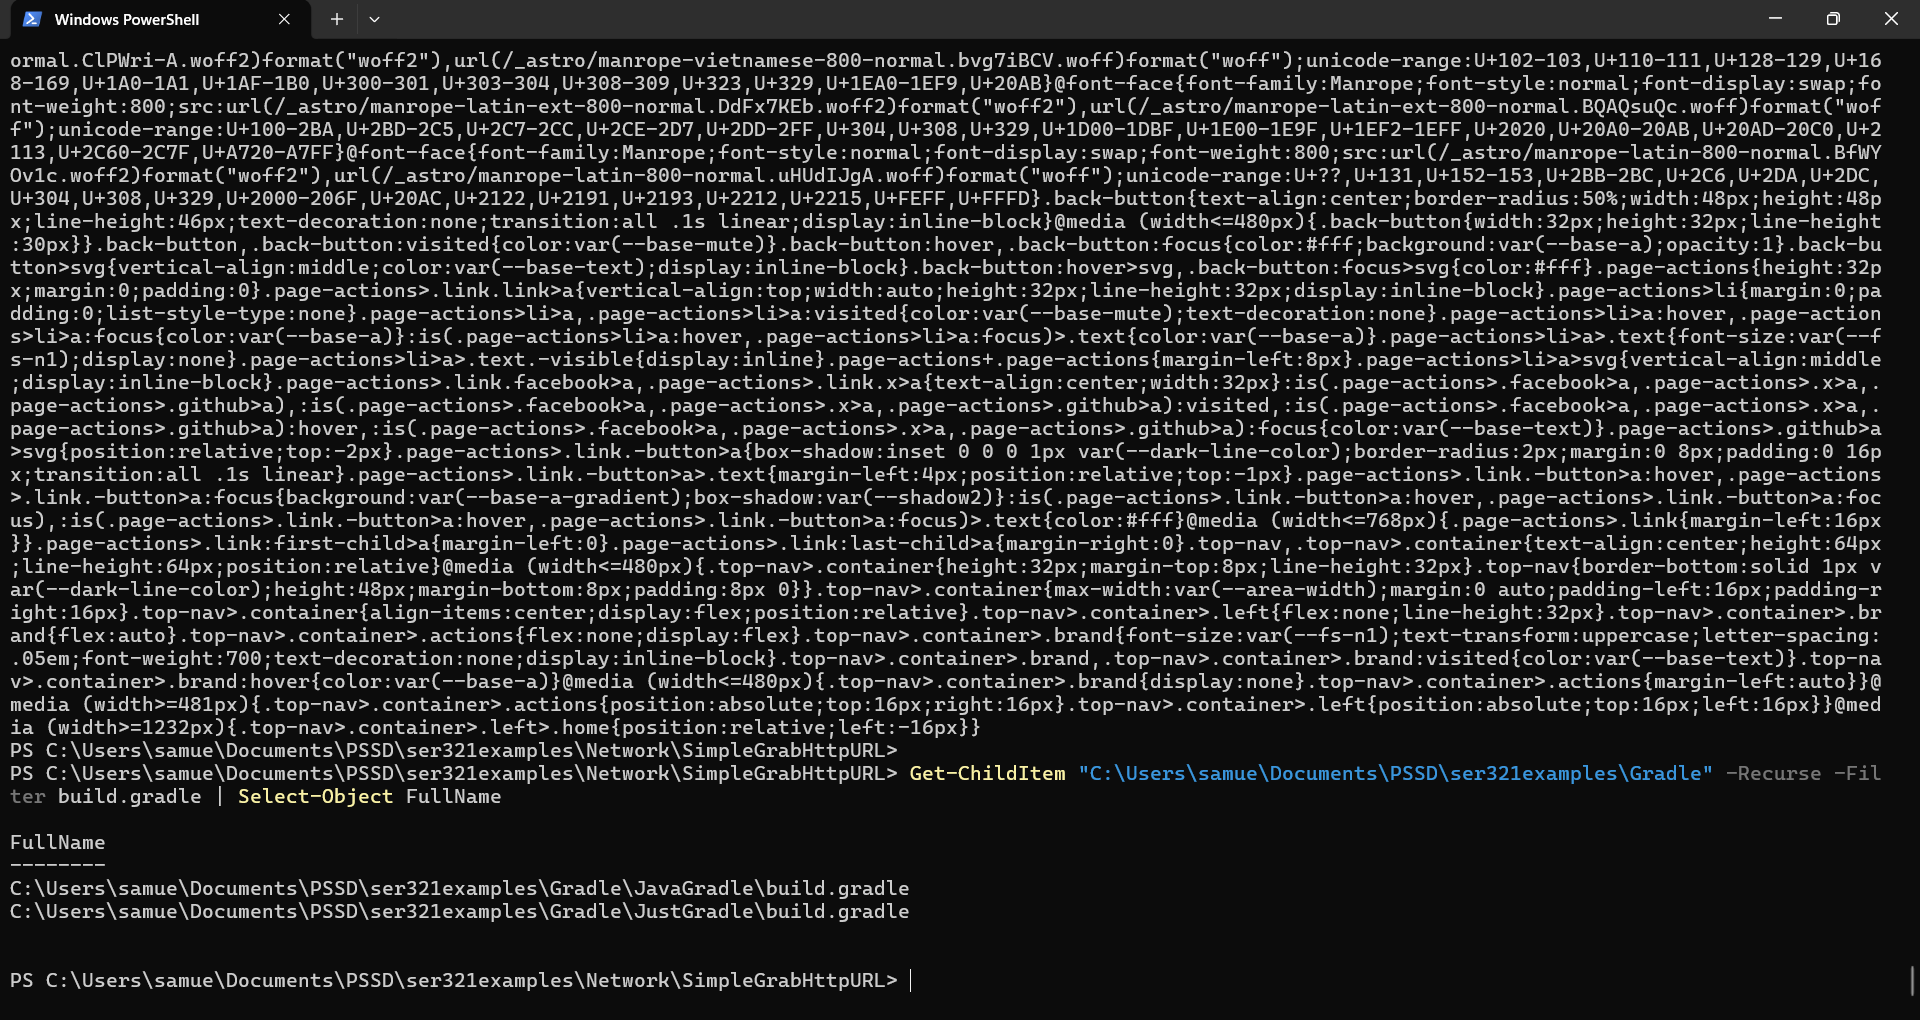 Windows PowerShell
ormal.ClPWri-A.woff2)format("woff2"),url(/_astro/manrope-vietnamese-800-normal.bvg7iBCV.woff)format("woff");unicode-range:U+102-103,U+110-111,U+128-129,U+16
8-169,U+1A0-1A1,U+1AF-1B0,U+300-301,U+303-304,U+308-309,U+323,U+329,U+1EA0-1EF9,U+20AB}@font-face{font-family:Manrope;font-style:normal;font-display:swap;fo
nt-weight:800;src:url(/_astro/manrope-latin-ext-800-normal.DdFx7KEb.woff2)format("woff2"),url(/_astro/manrope-latin-ext-800-normal.BQAQsuQc.woff)format("wof
f");unicode-range:U+100-2BA,U+2BD-2C5,U+2C7-2CC,U+2CE-2D7,U+2DD-2FF,U+304,U+308,U+329,U+1D00-1DBF,U+1E00-1E9F,U+1EF2-1EFF,U+2020,U+20A0-20AB,U+20AD-20C0,U+2
113,U+2C60-2C7F,U+A720-A7FF}@font-face{font-family:Manrope;font-style:normal;font-display:swap;font-weight:800;src:url(/_astro/manrope-latin-800-normal.BfWY
Ov1c.woff2)format("woff2"),url(/_astro/manrope-latin-800-normal.uHUdIJgA.woff)format("woff");unicode-range:U+??,U+131,U+152-153,U+2BB-2BC,U+2C6,U+2DA,U+2DC,
U+304,U+308,U+329,U+2000-206F,U+20AC,U+2122,U+2191,U+2193,U+2212,U+2215,U+FEFF,U+FFFD}.back-button{text-align:center;border-radius:50%;width:48px;height:48p
x;line-height:46px;text-decoration:none;transition:all .1s linear;display:inline-block}@media (width<=480px){.back-button{width:32px;height:32px;line-height
:30px}}.back-button,.back-button:visited{color:var(--base-mute)}.back-button:hover,.back-button:focus{color:#fff;background:var(--base-a);opacity:1}.back-bu
tton>svg{vertical-align:middle;color:var(--base-text);display:inline-block}.back-button:hover>svg,.back-button:focus>svg{color:#fff}.page-actions{height:32p
x;margin:0;padding:0}.page-actions>.link.link>a{vertical-align:top;width:auto;height:32px;line-height:32px;display:inline-block}.page-actions>li{margin:0;pa
dding:0;list-style-type:none}.page-actions>li>a,.page-actions>li>a:visited{color:var(--base-mute);text-decoration:none}.page-actions>li>a:hover,.page-action
s>li>a:focus{color:var(--base-a)}:is(.page-actions>li>a:hover,.page-actions>li>a:focus)>.text{color:var(--base-a)}.page-actions>li>a>.text{font-size:var(--f
s-n1);display:none}.page-actions>li>a>.text.-visible{display:inline}.page-actions+.page-actions{margin-left:8px}.page-actions>li>a>svg{vertical-align:middle
;display:inline-block}.page-actions>.link.facebook>a,.page-actions>.link.x>a{text-align:center;width:32px}:is(.page-actions>.facebook>a,.page-actions>.x>a,.
page-actions>.github>a),:is(.page-actions>.facebook>a,.page-actions>.x>a,.page-actions>.github>a):visited,:is(.page-actions>.facebook>a,.page-actions>.x>a,.
page-actions>.github>a):hover,:is(.page-actions>.facebook>a,.page-actions>.x>a,.page-actions>.github>a):focus{color:var(--base-text)}.page-actions>.github>a
>svg{position:relative;top:-2px}.page-actions>.link.-button>a{box-shadow:inset 0 0 0 1px var(--dark-line-color);border-radius:2px;margin:0 8px;padding:0 16p
x;transition:all .1s linear}.page-actions>.link.-button>a>.text{margin-left:4px;position:relative;top:-1px}.page-actions>.link.-button>a:hover,.page-actions
>.link.-button>a:focus{background:var(--base-a-gradient);box-shadow:var(--shadow2)}:is(.page-actions>.link.-button>a:hover,.page-actions>.link.-button>a:foc
us),:is(.page-actions>.link.-button>a:hover,.page-actions>.link.-button>a:focus)>.text{color:#fff}@media (width<=768px){.page-actions>.link{margin-left:16px
}}.page-actions>.link:first-child>a{margin-left:0}.page-actions>.link:last-child>a{margin-right:0}.top-nav,.top-nav>.container{text-align:center;height:64px
;line-height:64px;position:relative}@media (width<=480px){.top-nav>.container{height:32px;margin-top:8px;line-height:32px}.top-nav{border-bottom:solid 1px v
ar(--dark-line-color);height:48px;margin-bottom:8px;padding:8px 0}}.top-nav>.container{max-width:var(--area-width);margin:0 auto;padding-left:16px;padding-r
ight:16px}.top-nav>.container{align-items:center;display:flex;position:relative}.top-nav>.container>.left{flex:none;line-height:32px}.top-nav>.container>.br
and{flex:auto}.top-nav>.container>.actions{flex:none;display:flex}.top-nav>.container>.brand{font-size:var(--fs-n1);text-transform:uppercase;letter-spacing:
.05em;font-weight:700;text-decoration:none;display:inline-block}.top-nav>.container>.brand,.top-nav>.container>.brand:visited{color:var(--base-text)}.top-na
v>.container>.brand:hover{color:var(--base-a)}@media (width<=480px){.top-nav>.container>.brand{display:none}.top-nav>.container>.actions{margin-left:auto}}@
media (width>=481px){.top-nav>.container>.actions{position:absolute;top:16px;right:16px}.top-nav>.container>.left{position:absolute;top:16px;left:16px}}@med
ia (width>=1232px){.top-nav>.container>.left>.home{position:relative;left:-16px}}
PS C:\Users\samue\Documents\PSSD\ser321examples\Network\SimpleGrabHttpURL>
PS C:\Users\samue\Documents\PSSD\ser321examples\Network\SimpleGrabHttpURL> Get-ChildItem "C:\Users\samue\Documents\PSSD\ser321examples\Gradle" -Recurse -Fil
ter build.gradle | Select-Object FullName
FullName
--------
C:\Users\samue\Documents\PSSD\ser321examples\Gradle\JavaGradle\build.gradle
C:\Users\samue\Documents\PSSD\ser321examples\Gradle\JustGradle\build.gradle
PS C:\Users\samue\Documents\PSSD\ser321examples\Network\SimpleGrabHttpURL>